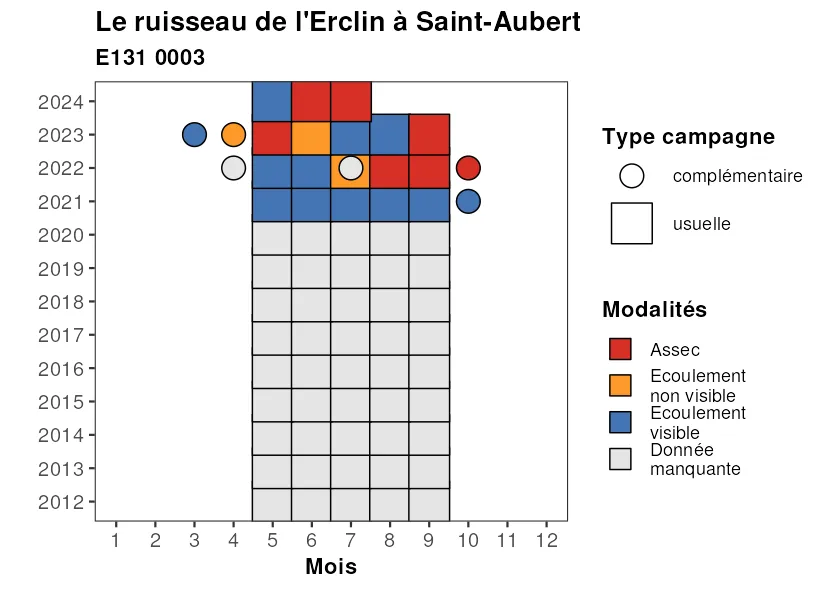 Le ruisseau de l'Erclin à Saint-Aubert
E131 0003
2024
2023
2022
2021
2020
2019
2018
2017
2016
2015
2014
2013
2012
1 2 3 4 5 6 7 8 9 10 11 12
Mois
Type campagne
complémentaire
usuelle
Modalités
Assec
Ecoulement
non visible
Ecoulement
visible
Donnée
manquante